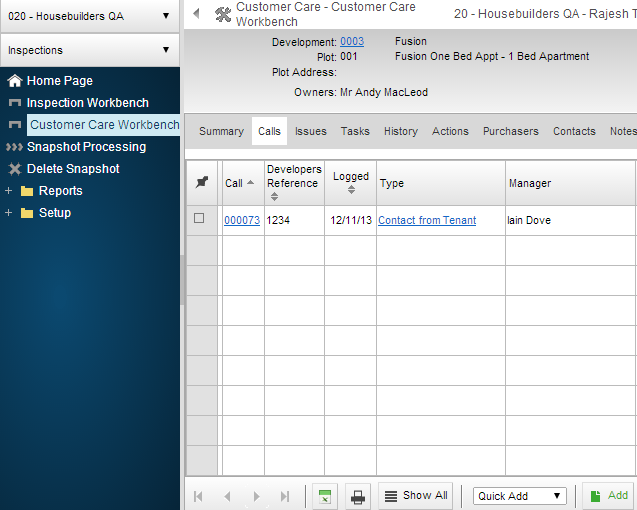 020 - Housebuilders QA
Inspections
Home Page
Inspection Workbench
Customer Care Workbench
Snapshot Processing
Delete Snapshot
Reports
Setup
Customer Care - Customer Care
Workbench
20 - Housebuilders QA - Rajesh T
Development: 0003 Fusion
Plot: 001 Fusion One Bed Appt - 1 Bed Apartment
Plot Address:
Owners: Mr Andy MacLeod
Summary Calls Issues Tasks History Actions Purchasers Contacts Notes
Call Developers Reference Logged Type Manager
000073 1234 12/11/13 Contact from Tenant Iain Dove
Show All Quick Add Add